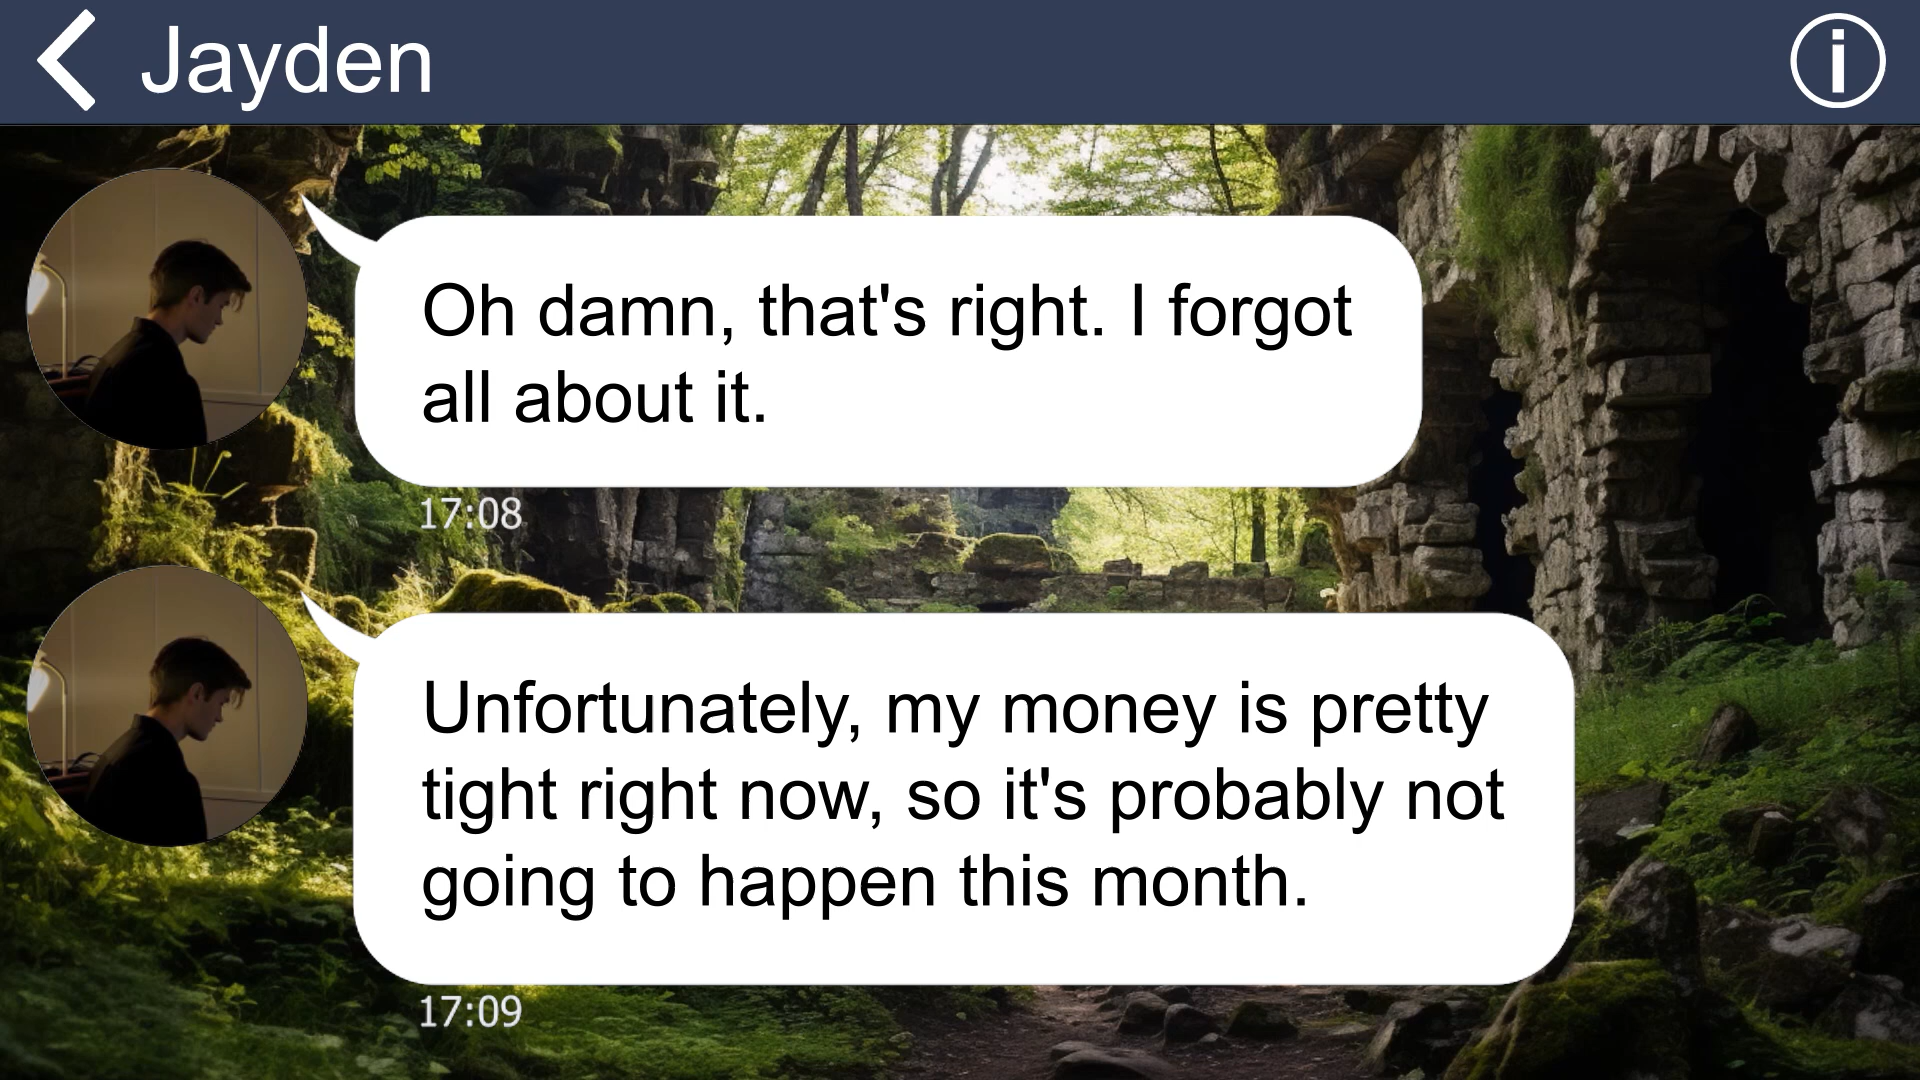 Jayden
Oh damn, that's right. I forgot
all about it.
17:08
Unfortunately, my money is pretty
tight right now, so it's probably not
going to happen this month.
17:09